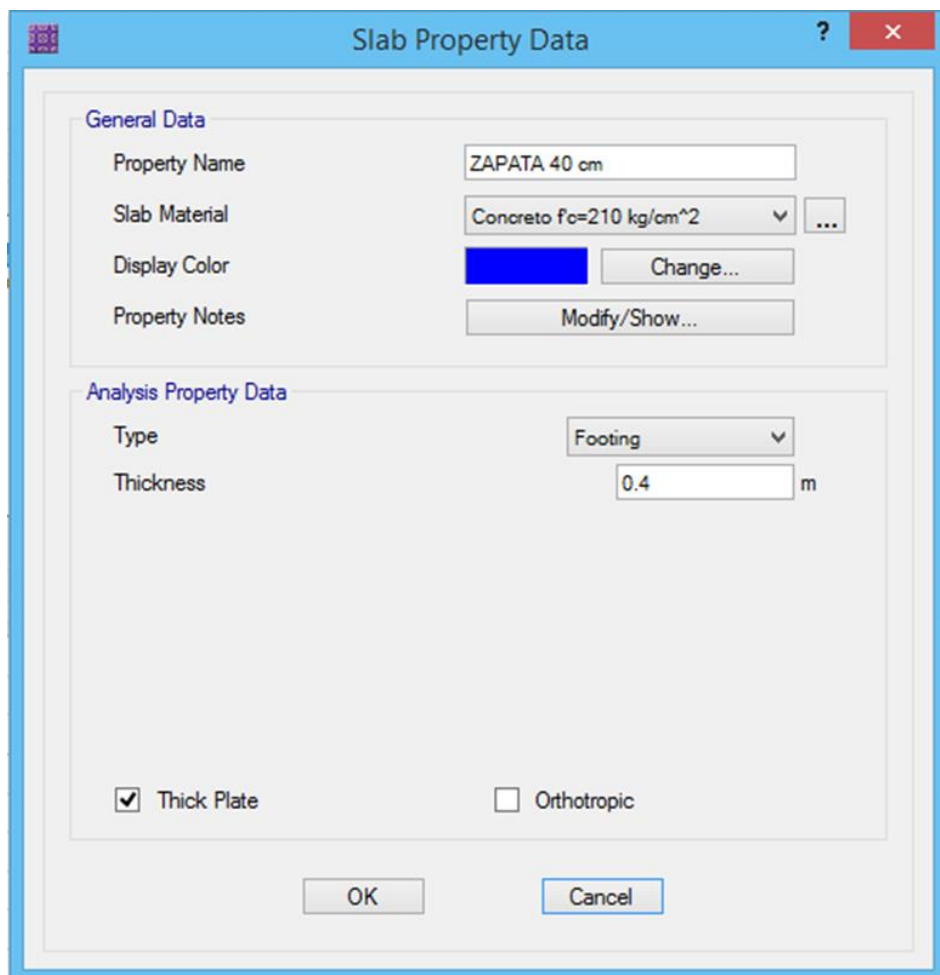 Slab Property Data
?
General Data
Property Name ZAPATA 40 cm
Slab Material Concreto f'c=210 kg/cm^2 ...
Display Color Change...
Property Notes Modify/Show...
Analysis Property Data
Type Footing
Thickness 0.4 m
Thick Plate Orthotropic
OK Cancel